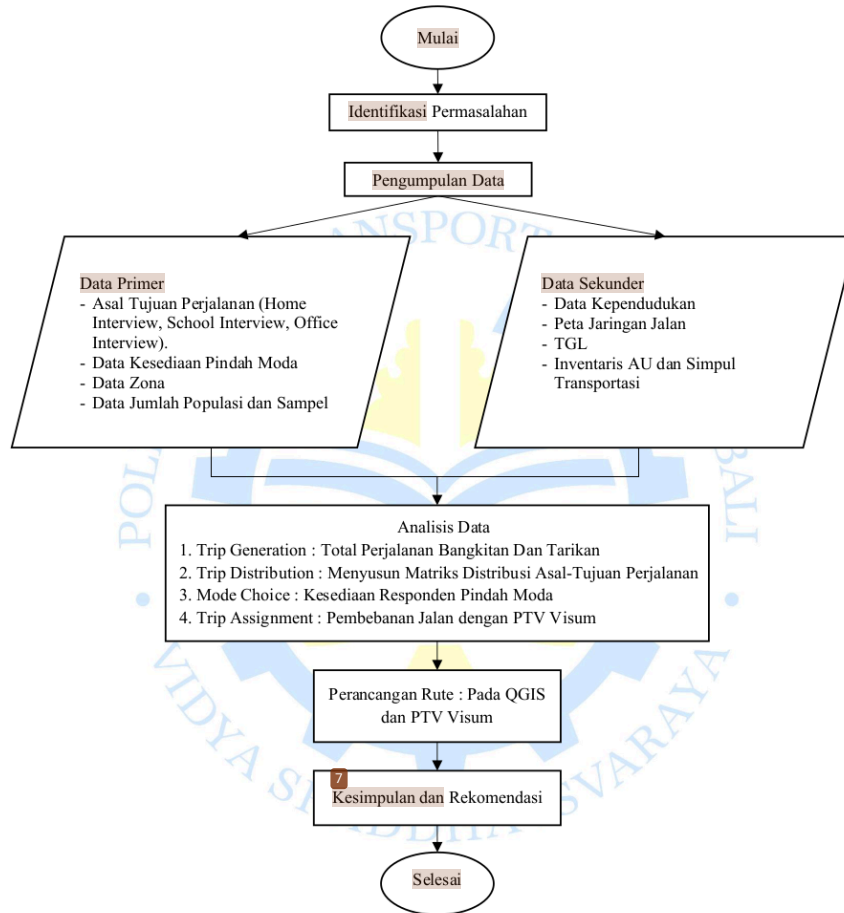 Mulai
Identifikasi Permasalahan
Pengumpulan Data
Data Primer
- Asal Tujuan Perjalanan (Home
Interview, School Interview, Office
Interview).
- Data Kesediaan Pindah Moda
- Data Zona
- Data Jumlah Populasi dan Sampel
Data Sekunder
- Data Kependudukan
- Peta Jaringan Jalan
- TGL
- Inventaris AU dan Simpul
Transportasi
Analisis Data
1. Trip Generation : Total Perjalanan Bangkitan Dan Tarikan
2. Trip Distribution : Menyusun Matriks Distribusi Asal-Tujuan Perjalanan
3. Mode Choice : Kesediaan Responden Pindah Moda
4. Trip Assignment : Pembebanan Jalan dengan PTV Visum
Perancangan Rute : Pada QGIS
dan PTV Visum
7
Kesimpulan dan Rekomendasi
Selesai
BALI
VIDYA